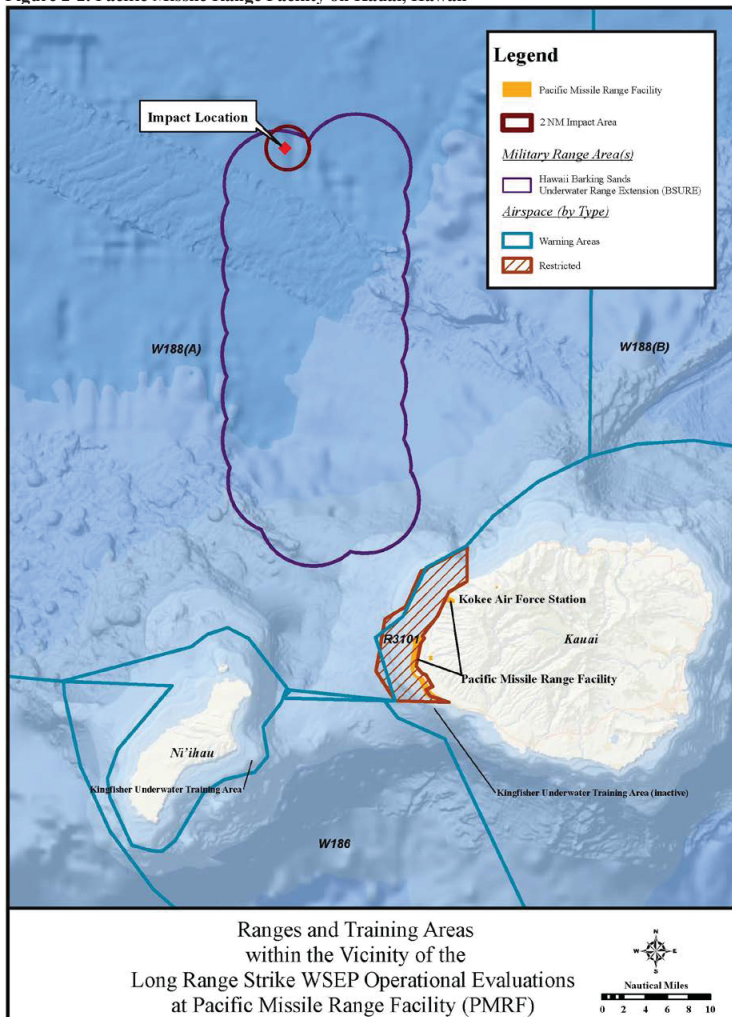 Figure 2-2. Pacific Missile Range Facility on Kauai, Hawaii
Legend
Pacific Missile Range Facility
2 NM Impact Area
Military Range Area(s)
Hawaii Barking Sands
Underwater Range Extension (BSURE)
Airspace (by Type)
Warning Areas
Restricted
Impact Location
W188(A)
W188(B)
Kokee Air Force Station
R3101
Kauai
Pacific Missile Range Facility
Ni'ihau
Kingfisher Underwater Training Area
Kingfisher Underwater Training Area (inactive)
W186
Ranges and Training Areas
within the Vicinity of the
Long Range Strike WSEP Operational Evaluations
at Pacific Missile Range Facility (PMRF)
N
W E
S
Nautical Miles
0 2 4 6 8 10